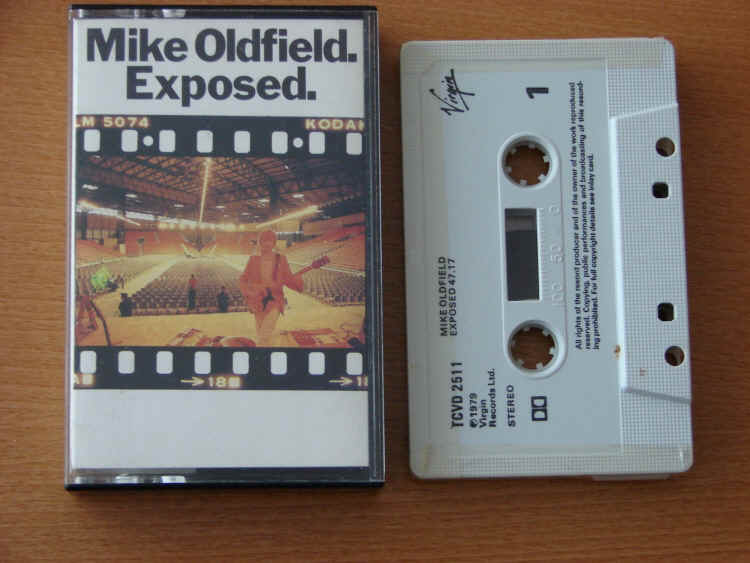 Mike Oldfield.
Exposed.
LM 5074
KODAK
→18
→1
Virgin
1
MIKE OLDFIELD
EXPOSED 47.17
TCVD 2511
℗1979
Virgin
Records Ltd.
STEREO
100 50 0
All rights of the record producer and of the owner of the work reproduced
reserved. Copying, public performances and broadcasting of this record-
ing prohibited. For full copyright details see inlay card.